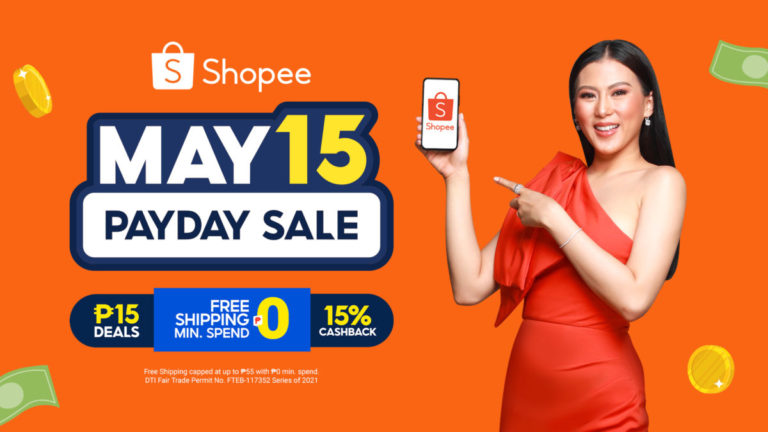 Shopee
MAY 15
PAYDAY SALE
₱15
DEALS
FREE
SHIPPING
MIN. SPEND ₱0
15%
CASHBACK
Free Shipping capped at up to ₱55 with ₱0 min. spend.
DTI Fair Trade Permit No. FTEB-117352 Series of 2021
S
Shopee